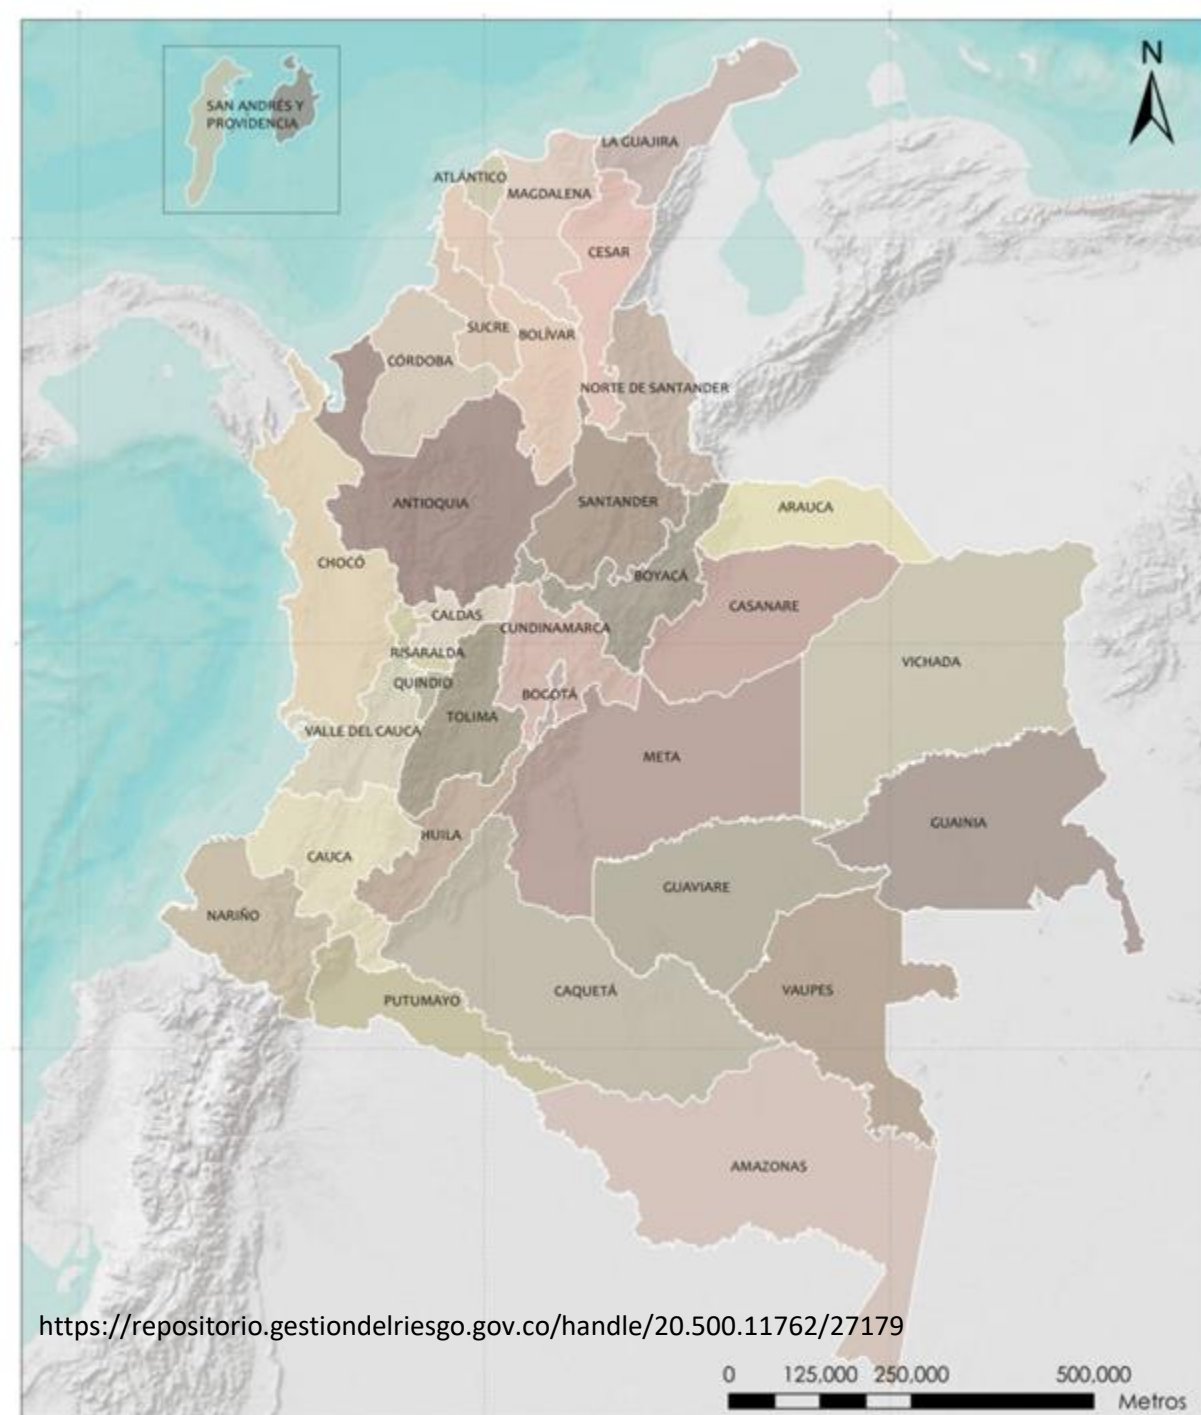 N
SAN ANDRÉS Y
PROVIDENCIA
LA GUAJIRA
ATLÁNTICO
MAGDALENA
CESAR
SUCRE
BOLÍVAR
CÓRDOBA
NORTE DE SANTANDER
ANTIOQUIA
SANTANDER
ARAUCA
CHOCÓ
BOYACÁ
CASANARE
CALDAS
CUNDINAMARCA
RISARALDA
VICHADA
QUINDIO
BOGOTÁ
TOLIMA
VALLE DEL CAUCA
META
GUAINIA
HUILA
CAUCA
GUAVIARE
NARIÑO
CAQUETÁ
VAUPES
PUTUMAYO
AMAZONAS
https://repositorio.gestiondelriesgo.gov.co/handle/20.500.11762/27179
0 125,000 250,000 500,000
Metros